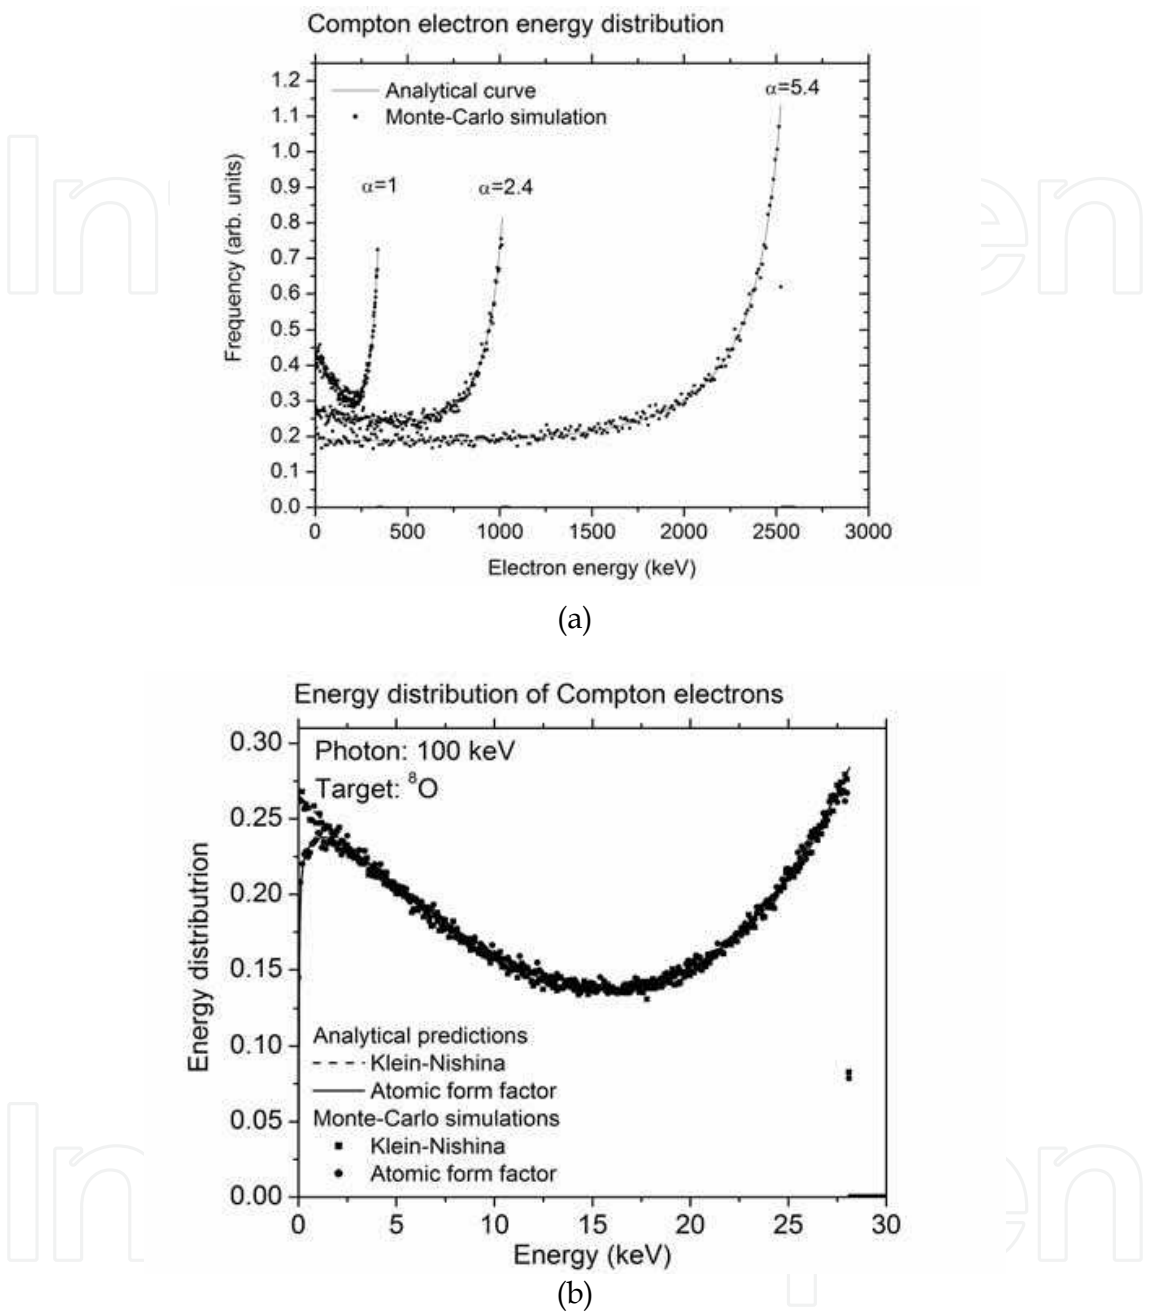 (a)
Compton electron energy distribution
Analytical curve
Monte-Carlo simulation
α=5.4
α=1
α=2.4
Frequency (arb. units)
1.2
1.1
1.0
0.9
0.8
0.7
0.6
0.5
0.4
0.3
0.2
0.1
0.0
0 500 1000 1500 2000 2500 3000
Electron energy (keV)
(a)
Energy distribution of Compton electrons
Photon: 100 keV
Target: ⁸O
Energy distributrion
0.30
0.25
0.20
0.15
0.10
0.05
0.00
Analytical predictions
Klein-Nishina
Atomic form factor
Monte-Carlo simulations
Klein-Nishina
Atomic form factor
0 5 10 15 20 25 30
Energy (keV)
(b)